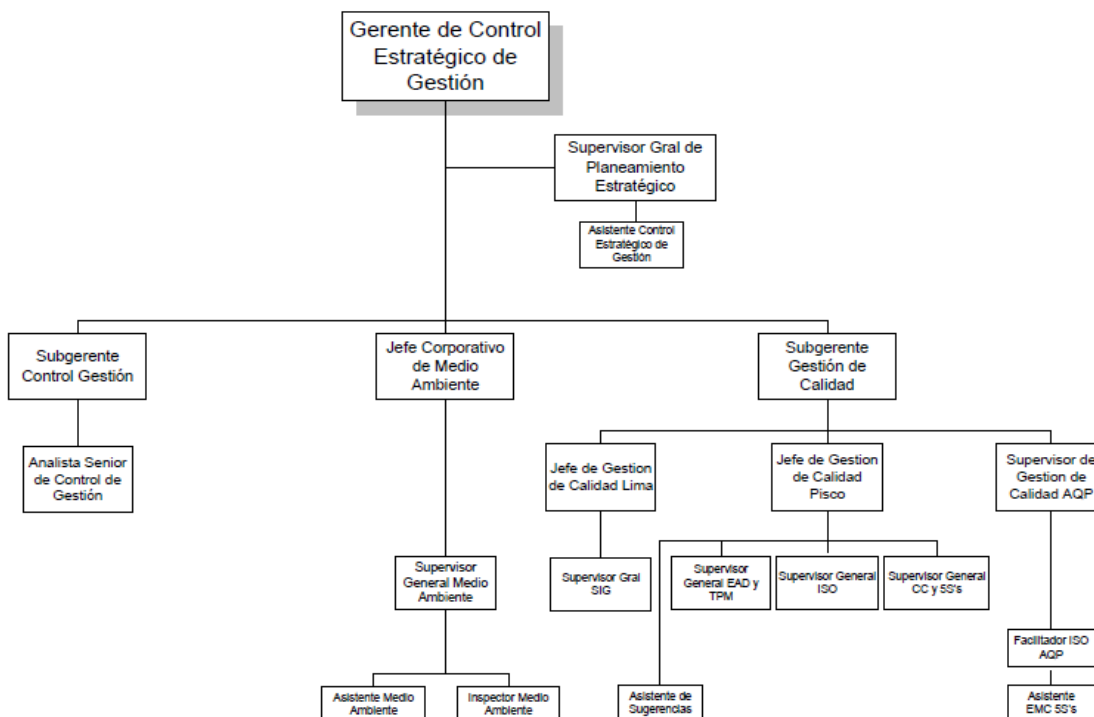 Gerente de Control
Estratégico de
Gestión
Supervisor Gral de
Planeamiento
Estratégico
Asistente Control
Estratégico de
Gestión
Subgerente
Control Gestión
Jefe Corporativo
de Medio
Ambiente
Subgerente
Gestión de
Calidad
Analista Senior
de Control de
Gestión
Jefe de Gestion
de Calidad Lima
Jefe de Gestion
de Calidad
Pisco
Supervisor de
Gestion de
Calidad AQP
Supervisor
General Medio
Ambiente
Supervisor Gral
SIG
Supervisor
General EAD y
TPM
Supervisor General
ISO
Supervisor General
CC y 5S's
Facilitador ISO
AQP
Asistente Medio
Ambiente
Inspector Medio
Ambiente
Asistente de
Sugerencias
Asistente
EMC 5S's